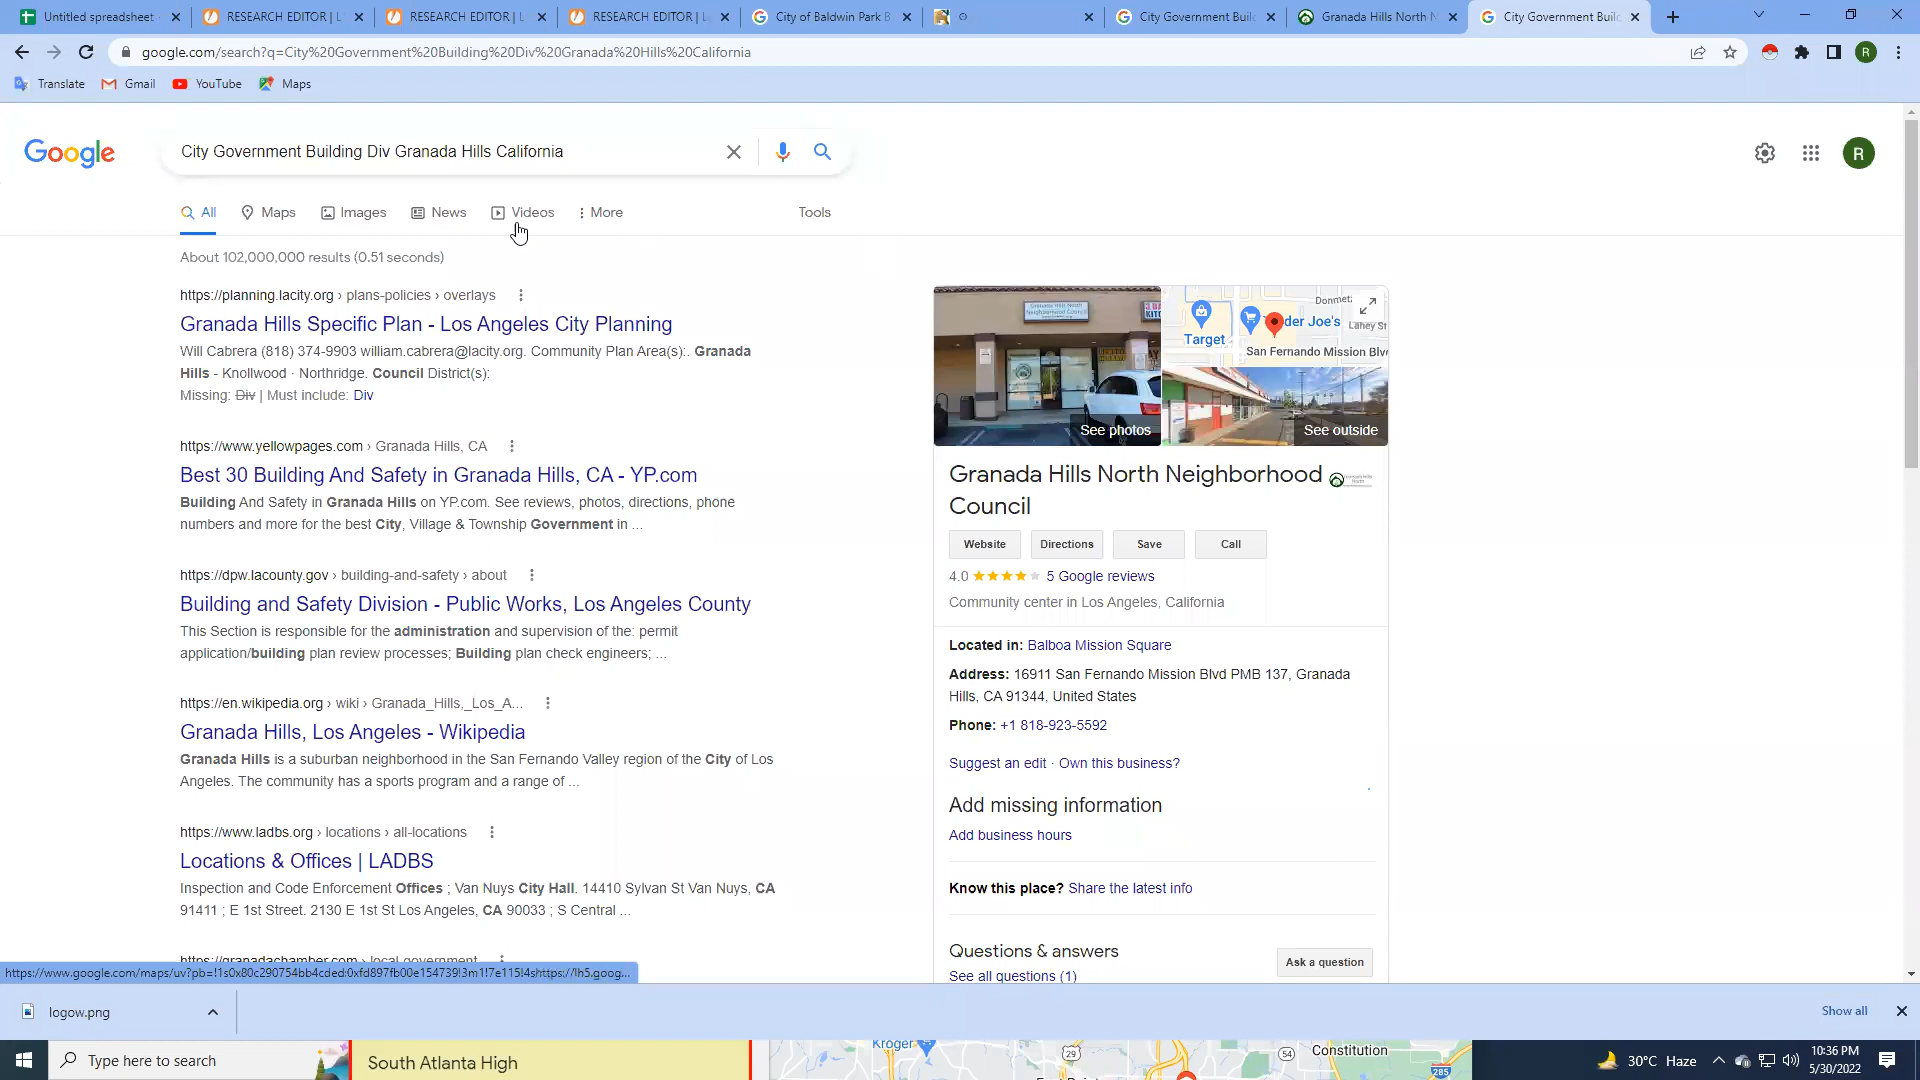 Untitled spreadsheet
RESEARCH EDITOR | L
RESEARCH EDITOR | L
RESEARCH EDITOR | L
City of Baldwin Park B
City Government Buil
Granada Hills North N
City Government Buil
google.com/search?q=City%20Government%20Building%20Div%20Granada%20Hills%20California
R
Translate
Gmail
YouTube
Maps
Google
City Government Building Div Granada Hills California
R
All
Maps
Images
News
Videos
More
Tools
About 102,000,000 results (0.51 seconds)
https://planning.lacity.org › plans-policies › overlays
Granada Hills Specific Plan - Los Angeles City Planning
Will Cabrera (818) 374-9903 william.cabrera@lacity.org. Community Plan Area(s):. Granada
Hills - Knollwood · Northridge. Council District(s):
Missing: Div | Must include: Div
https://www.yellowpages.com › Granada Hills, CA
Best 30 Building And Safety in Granada Hills, CA - YP.com
Building And Safety in Granada Hills on YP.com. See reviews, photos, directions, phone
numbers and more for the best City, Village & Township Government in ...
https://dpw.lacounty.gov › building-and-safety › about
Building and Safety Division - Public Works, Los Angeles County
This Section is responsible for the administration and supervision of the: permit
application/building plan review processes; Building plan check engineers; ...
https://en.wikipedia.org › wiki › Granada_Hills,_Los_A...
Granada Hills, Los Angeles - Wikipedia
Granada Hills is a suburban neighborhood in the San Fernando Valley region of the City of Los
Angeles. The community has a sports program and a range of ...
https://www.ladbs.org › locations › all-locations
Locations & Offices | LADBS
Inspection and Code Enforcement Offices ; Van Nuys City Hall. 14410 Sylvan St Van Nuys, CA
91411 ; E 1st Street. 2130 E 1st St Los Angeles, CA 90033 ; S Central ...
https://granadachamber.com › local-government
https://www.google.com/maps/uv?pb=!1s0x80c290754bb4cded:0xfd897fb00e154739!3m1!7e115!4shttps://lh5.goog...
Granada Hills North
Neighborhood Council
See photos
Donmet
Target
der Joe's
Lahey St
San Fernando Mission Blv
See outside
Granada Hills North Neighborhood
Council
Website
Directions
Save
Call
4.0
5 Google reviews
Community center in Los Angeles, California
Located in: Balboa Mission Square
Address: 16911 San Fernando Mission Blvd PMB 137, Granada
Hills, CA 91344, United States
Phone: +1 818-923-5592
Suggest an edit · Own this business?
Add missing information
Add business hours
Know this place? Share the latest info
Questions & answers
See all questions (1)
Ask a question
logow.png
Show all
Type here to search
South Atlanta High
Kroger
29
54
Constitution
285
30°C Haze
10:36 PM
5/30/2022